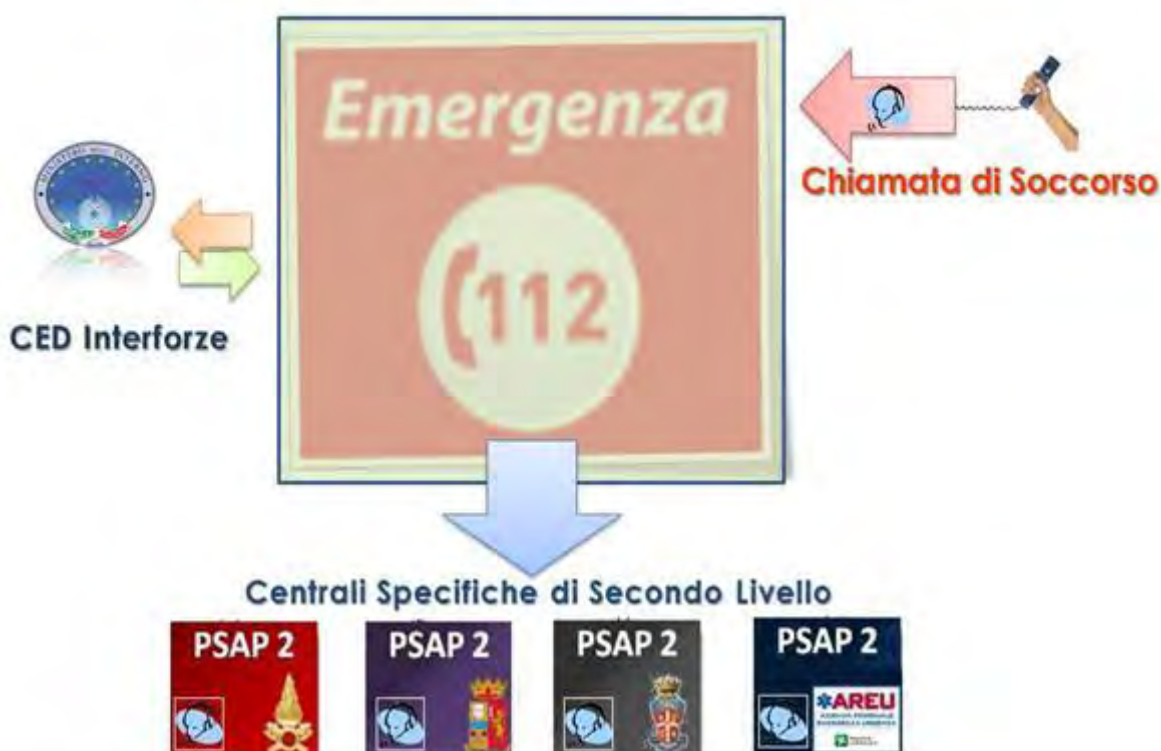 Emergenza
112
Chiamata di Soccorso
CED Interforze
Centrali Specifiche di Secondo Livello
PSAP 2
PSAP 2
PSAP 2
PSAP 2
AREU